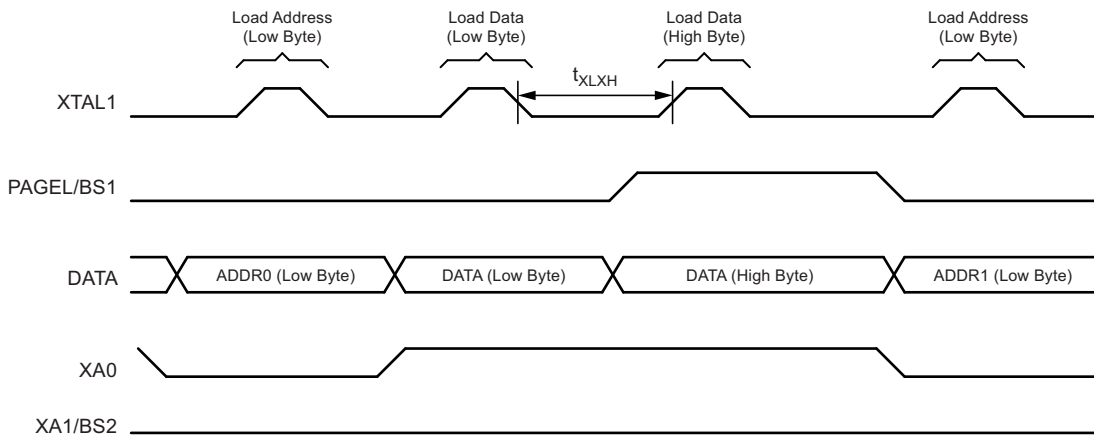 Load Address
(Low Byte)
Load Data
(Low Byte)
Load Data
(High Byte)
Load Address
(Low Byte)
tXLXH
XTAL1
PAGEL/BS1
DATA
ADDR0 (Low Byte)
DATA (Low Byte)
DATA (High Byte)
ADDR1 (Low Byte)
XA0
XA1/BS2